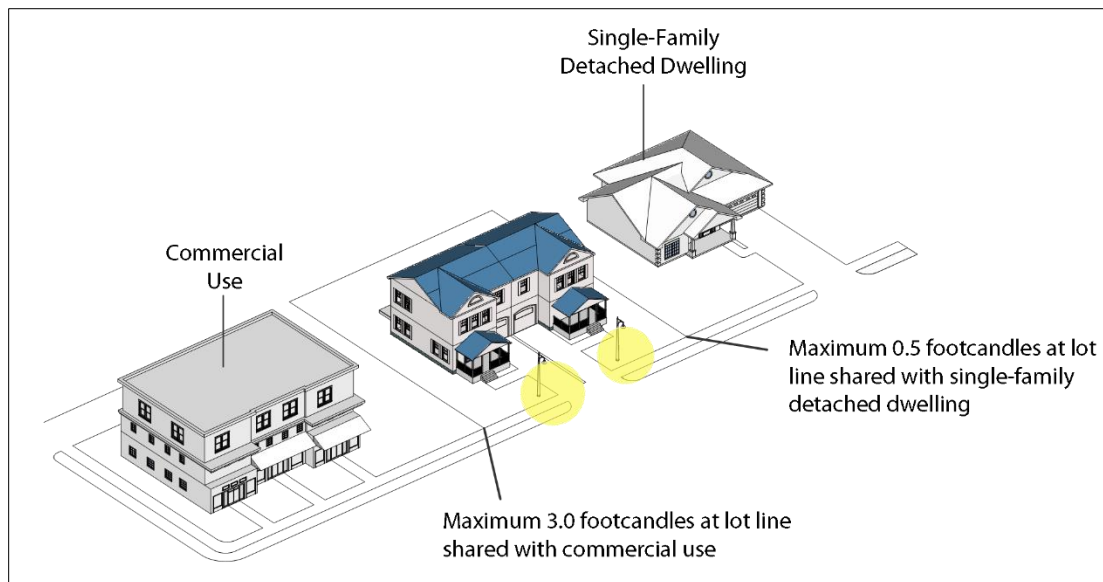 Single-Family
Detached Dwelling
Commercial
Use
Maximum 0.5 footcandles at lot
line shared with single-family
detached dwelling
Maximum 3.0 footcandles at lot line
shared with commercial use